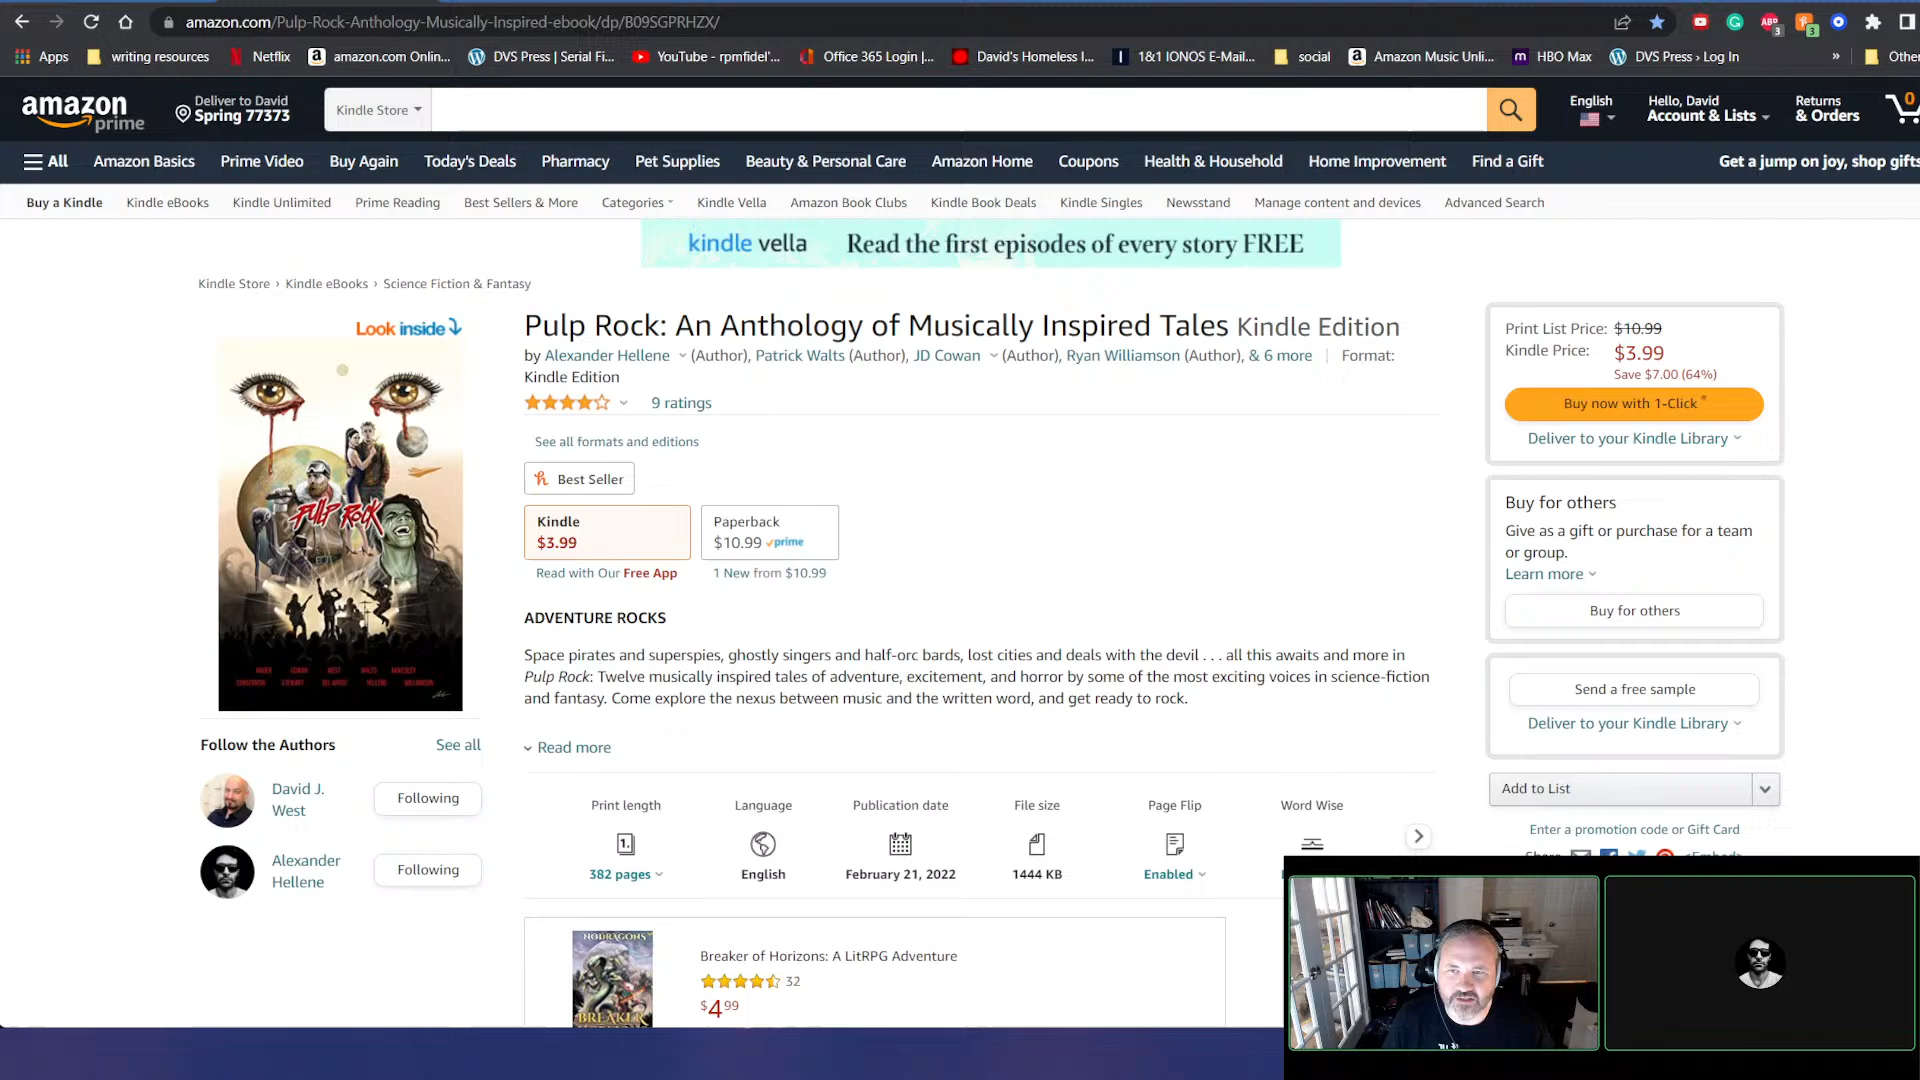 amazon.com/Pulp-Rock-Anthology-Musically-Inspired-ebook/dp/B09SGPRHZX/
ABP
3
3
Apps
writing resources
Netflix
amazon.com Onlin...
DVS Press | Serial Fi...
YouTube - rpmfidel'...
Office 365 Login |...
David's Homeless I...
1&1 IONOS E-Mail...
social
Amazon Music Unli...
HBO Max
DVS Press › Log In
»
Other
amazon prime
Deliver to David
Spring 77373
Kindle Store
English
Hello, David
Account & Lists
Returns
& Orders
0
All
Amazon Basics
Prime Video
Buy Again
Today's Deals
Pharmacy
Pet Supplies
Beauty & Personal Care
Amazon Home
Coupons
Health & Household
Home Improvement
Find a Gift
Get a jump on joy, shop gifts
Buy a Kindle
Kindle eBooks
Kindle Unlimited
Prime Reading
Best Sellers & More
Categories
Kindle Vella
Amazon Book Clubs
Kindle Book Deals
Kindle Singles
Newsstand
Manage content and devices
Advanced Search
kindle vella Read the first episodes of every story FREE
Kindle Store › Kindle eBooks › Science Fiction & Fantasy
Look inside
PULP ROCK
Pulp Rock: An Anthology of Musically Inspired Tales Kindle Edition
by Alexander Hellene (Author), Patrick Walts (Author), JD Cowan (Author), Ryan Williamson (Author), & 6 more | Format:
Kindle Edition
9 ratings
See all formats and editions
Best Seller
Kindle
$3.99
Read with Our Free App
Paperback
$10.99 prime
1 New from $10.99
ADVENTURE ROCKS
Space pirates and superspies, ghostly singers and half-orc bards, lost cities and deals with the devil . . . all this awaits and more in
Pulp Rock: Twelve musically inspired tales of adventure, excitement, and horror by some of the most exciting voices in science-fiction
and fantasy. Come explore the nexus between music and the written word, and get ready to rock.
Read more
Follow the Authors
See all
David J.
West
Following
Alexander
Hellene
Following
Print length
382 pages
Language
English
Publication date
February 21, 2022
File size
1444 KB
Page Flip
Enabled
Word Wise
NODRAGONS
BREAKER
Breaker of Horizons: A LitRPG Adventure
32
$4.99
Print List Price: $10.99
Kindle Price: $3.99
Save $7.00 (64%)
Buy now with 1-Click ®
Deliver to your Kindle Library
Buy for others
Give as a gift or purchase for a team
or group.
Learn more
Buy for others
Send a free sample
Deliver to your Kindle Library
Add to List
Enter a promotion code or Gift Card
Share
<Embed>